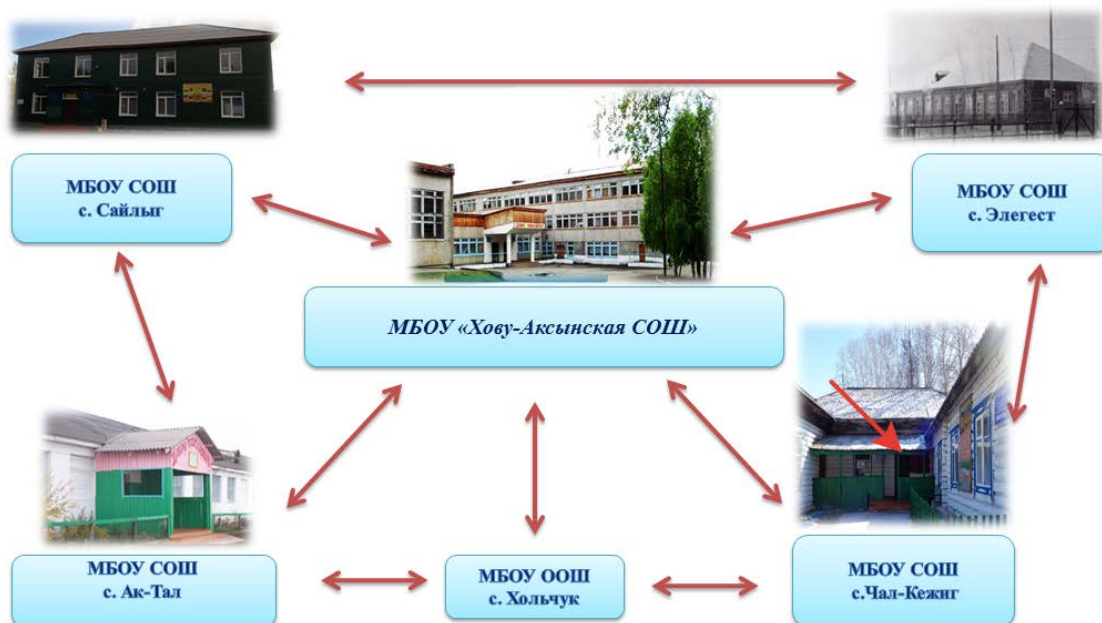 МБОУ СОШ
с. Сайлыг
МБОУ СОШ
с. Элегест
МБОУ «Хову-Аксынская СОШ»
МБОУ СОШ
с. Ак-Тал
МБОУ ООШ
с. Хольчук
МБОУ СОШ
с.Чал-Кежиг